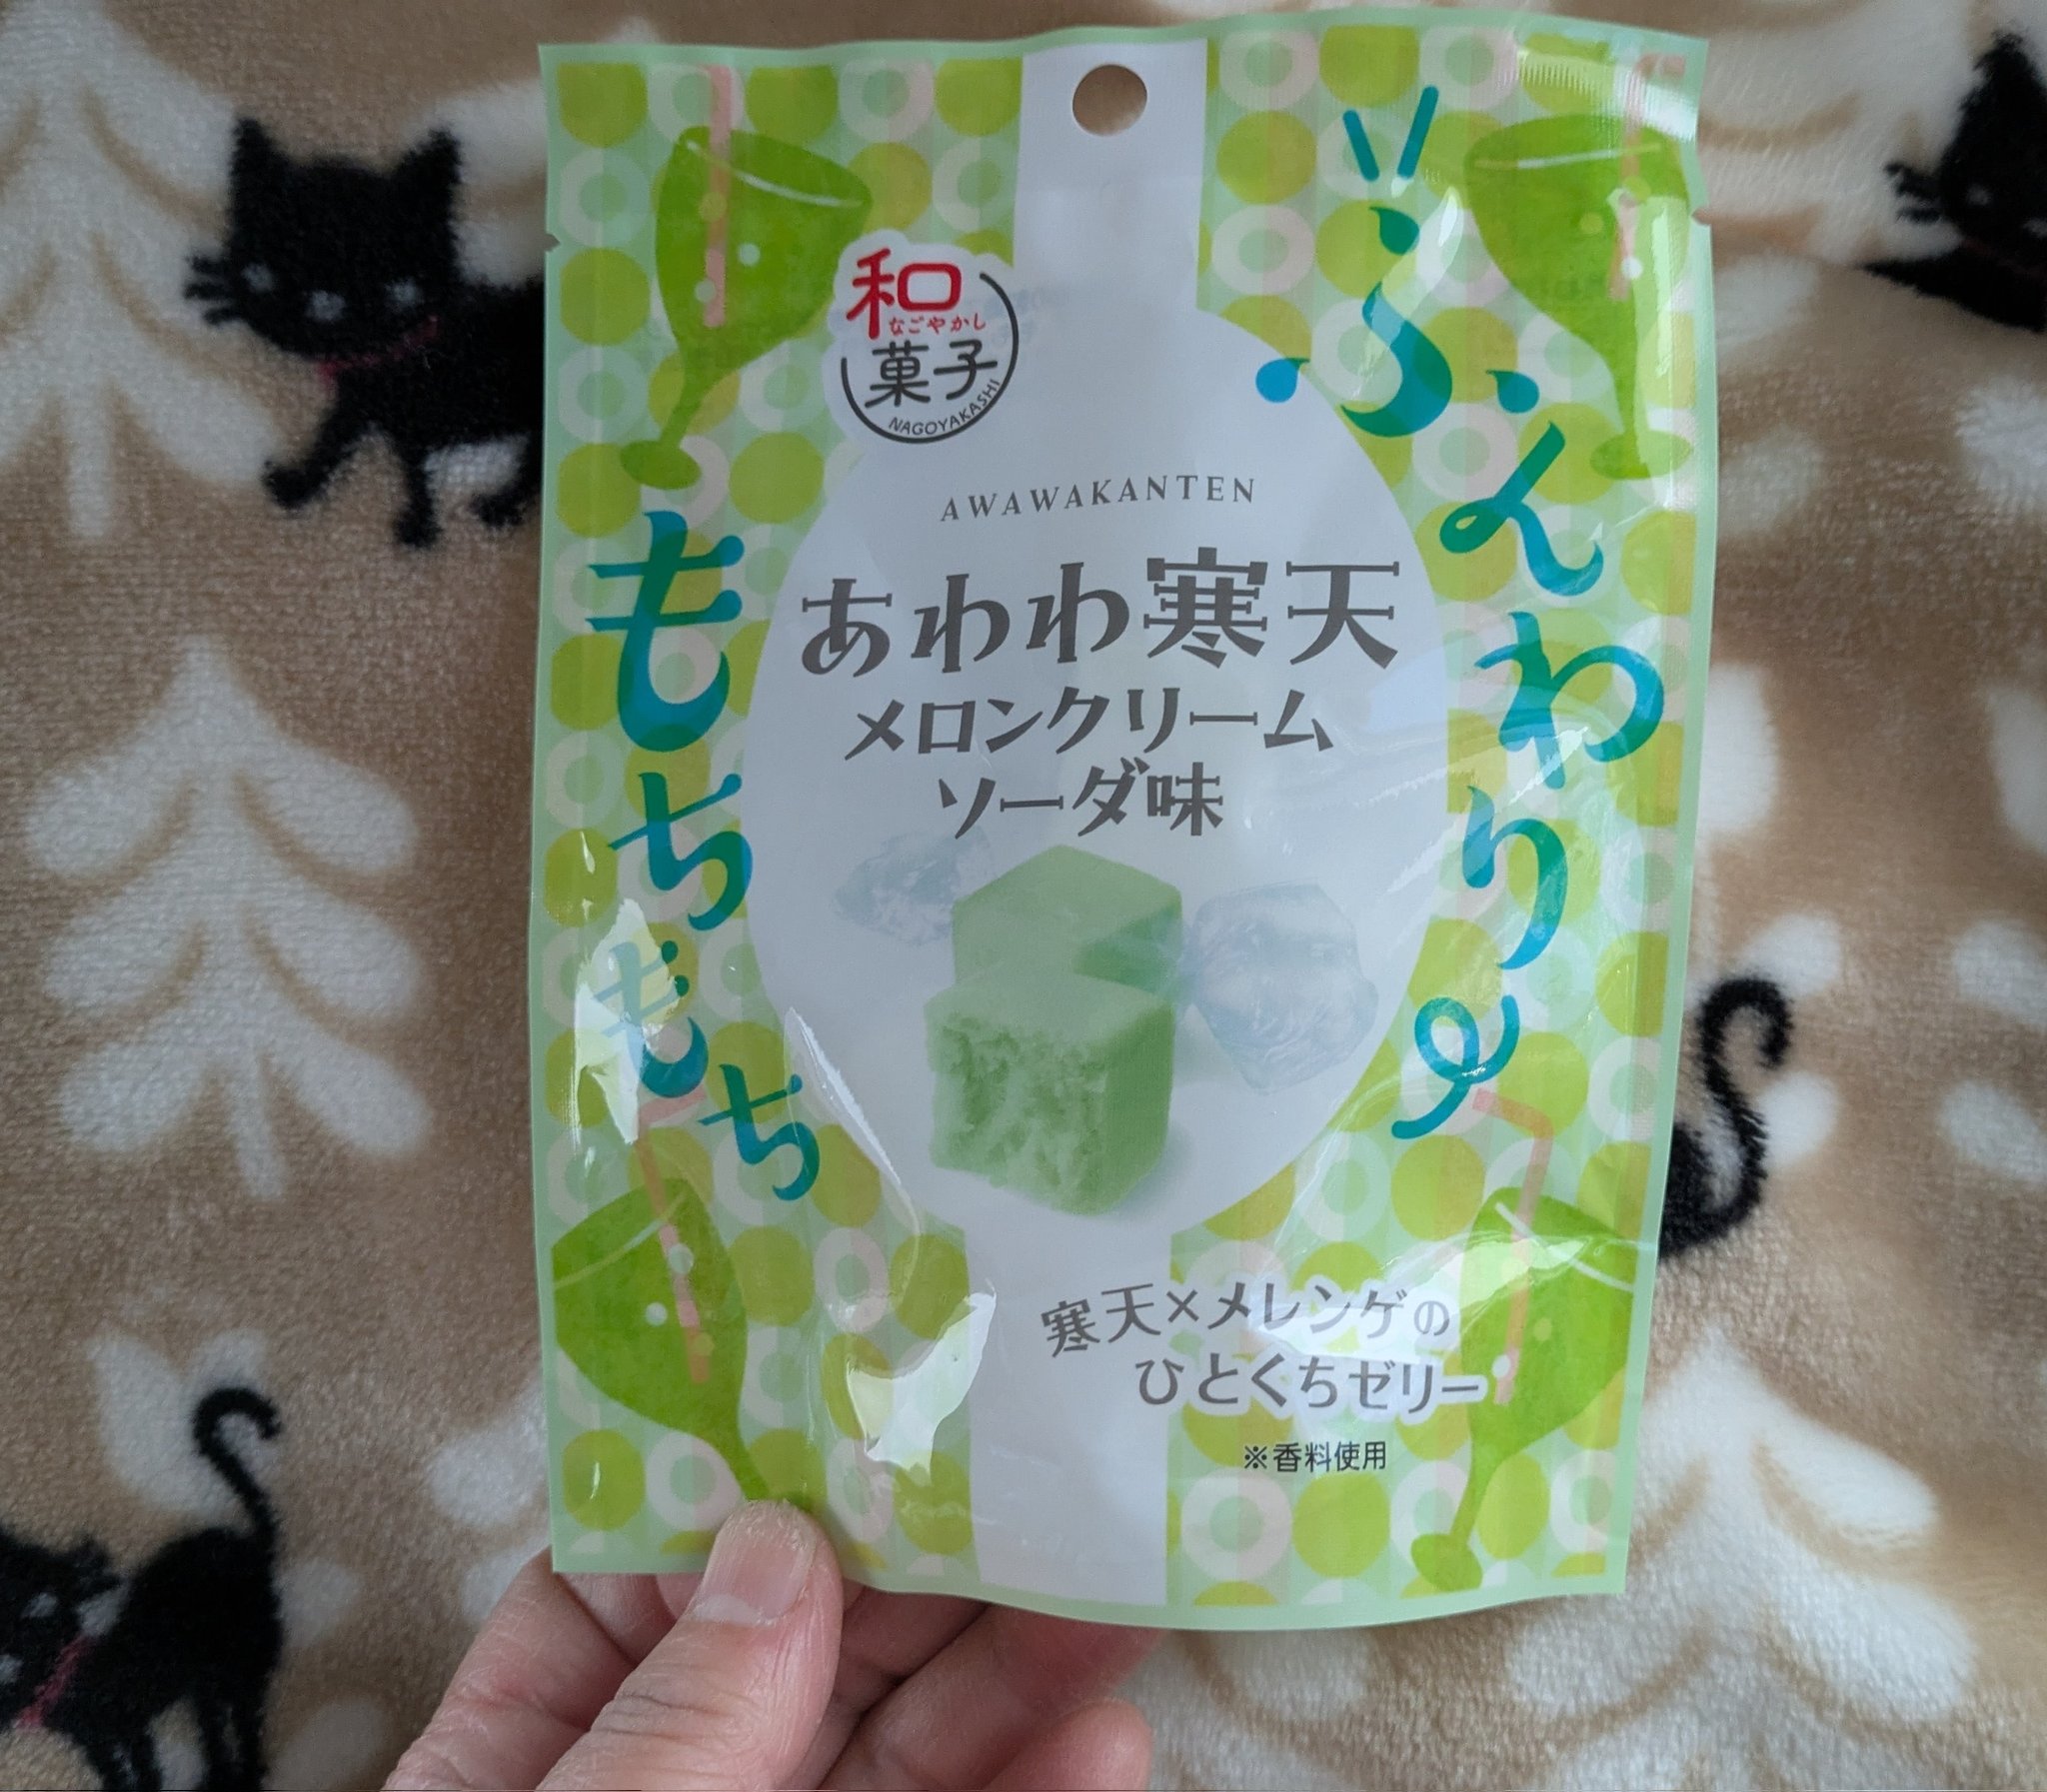 和
なごやかし
菓子
NAGOYAKASHI
ふんわり
もちもち
AWAWAKANTEN
あわわ寒天
メロンクリーム
ソーダ味
寒天×メレンゲの
ひとくちゼリー
※香料使用